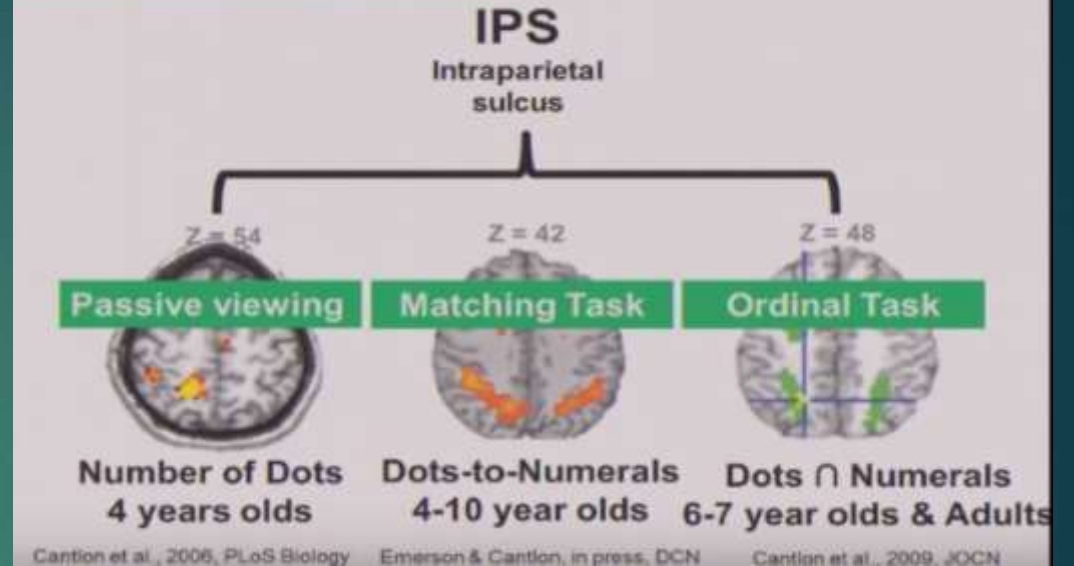 IPS
Intraparietal
sulcus
Z = 54
Z = 42
Z = 48
Passive viewing
Matching Task
Ordinal Task
Number of Dots
4 years olds
Dots-to-Numerals
4-10 year olds
Dots ∩ Numerals
6-7 year olds & Adults
Cantlon et al., 2006, PLoS Biology
Emerson & Cantlon, in press, DCN
Cantlon et al., 2009, JOCN